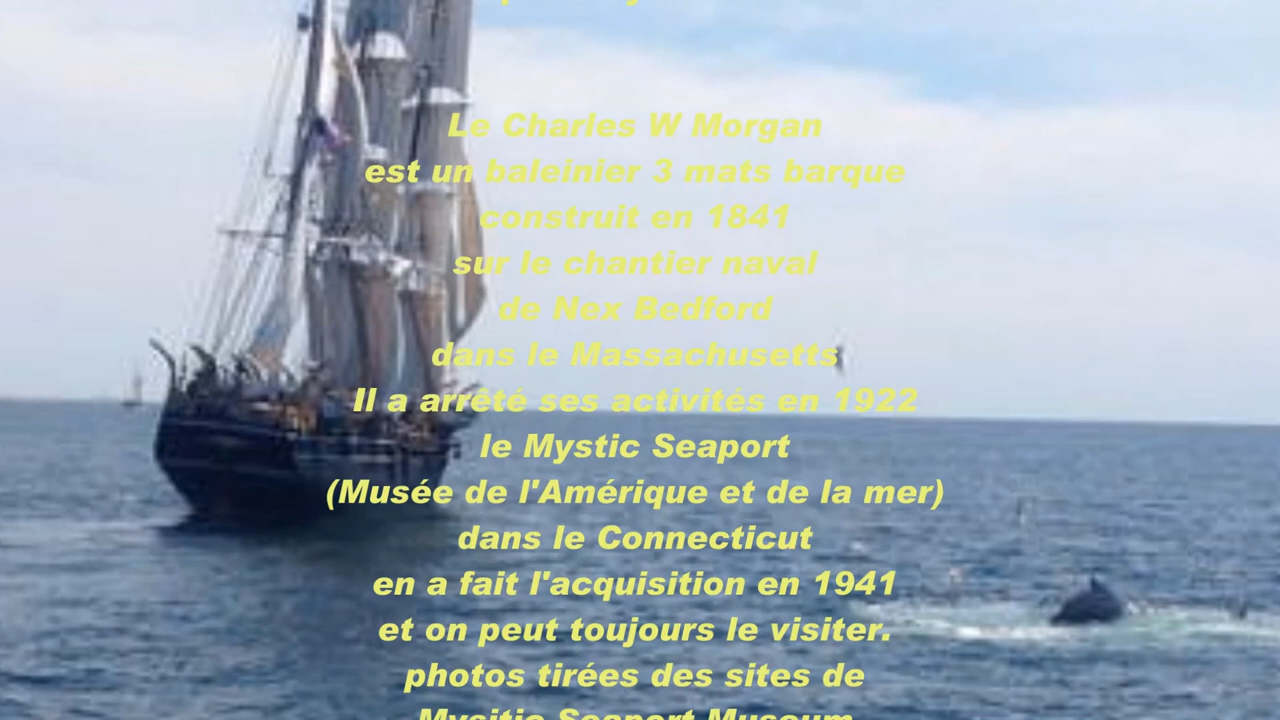 Le Charles W Morgan
est un baleinier 3 mats barque
construit en 1841
sur le chantier naval
de Nex Bedford
dans le Massachusetts
Il a arrêté ses activités en 1922
le Mystic Seaport
(Musée de l'Amérique et de la mer)
dans le Connecticut
en a fait l'acquisition en 1941
et on peut toujours le visiter.
photos tirées des sites de
Mysitic Seaport Museum